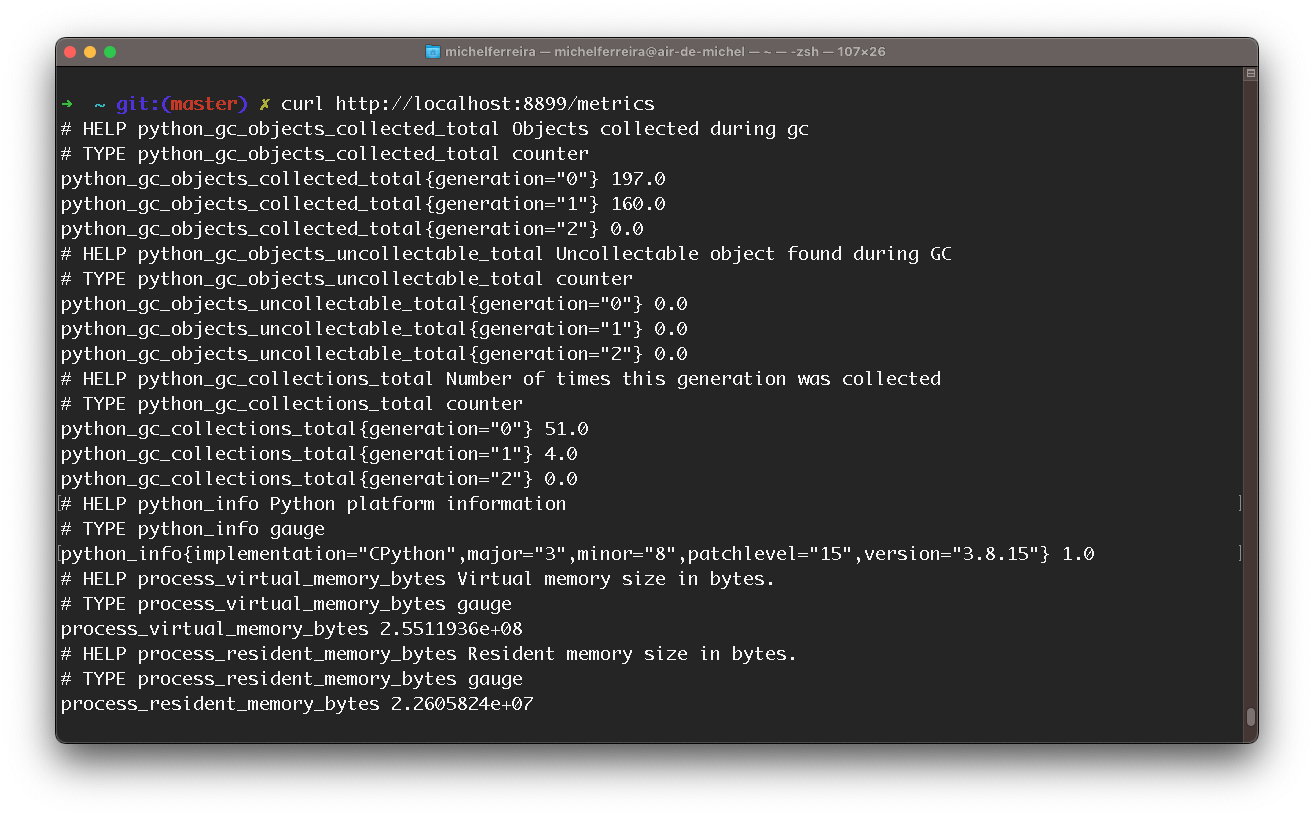 michelferreira — michelferreira@air-de-michel — ~ — -zsh — 107×26
➜  ~ git:(master) ✗ curl http://localhost:8899/metrics
# HELP python_gc_objects_collected_total Objects collected during gc
# TYPE python_gc_objects_collected_total counter
python_gc_objects_collected_total{generation="0"} 197.0
python_gc_objects_collected_total{generation="1"} 160.0
python_gc_objects_collected_total{generation="2"} 0.0
# HELP python_gc_objects_uncollectable_total Uncollectable object found during GC
# TYPE python_gc_objects_uncollectable_total counter
python_gc_objects_uncollectable_total{generation="0"} 0.0
python_gc_objects_uncollectable_total{generation="1"} 0.0
python_gc_objects_uncollectable_total{generation="2"} 0.0
# HELP python_gc_collections_total Number of times this generation was collected
# TYPE python_gc_collections_total counter
python_gc_collections_total{generation="0"} 51.0
python_gc_collections_total{generation="1"} 4.0
python_gc_collections_total{generation="2"} 0.0
# HELP python_info Python platform information
# TYPE python_info gauge
python_info{implementation="CPython",major="3",minor="8",patchlevel="15",version="3.8.15"} 1.0
# HELP process_virtual_memory_bytes Virtual memory size in bytes.
# TYPE process_virtual_memory_bytes gauge
process_virtual_memory_bytes 2.5511936e+08
# HELP process_resident_memory_bytes Resident memory size in bytes.
# TYPE process_resident_memory_bytes gauge
process_resident_memory_bytes 2.2605824e+07